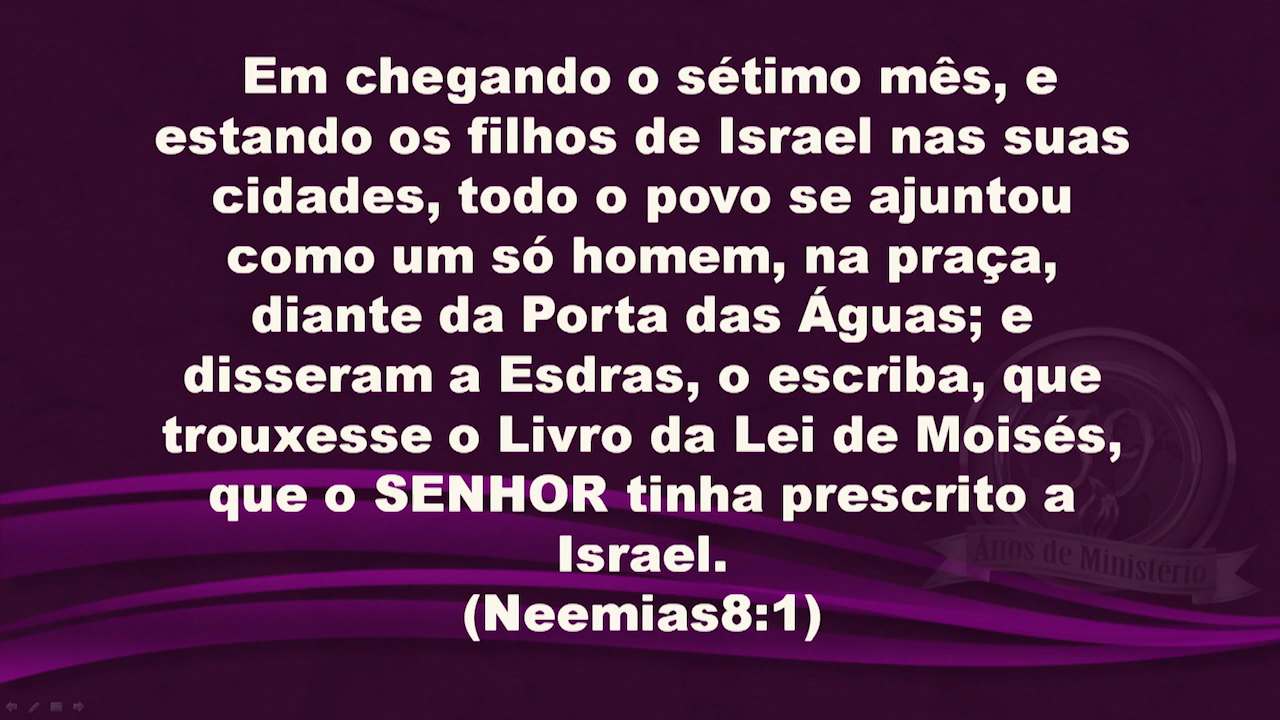 Em chegando o sétimo mês, e
estando os filhos de Israel nas suas
cidades, todo o povo se ajuntou
como um só homem, na praça,
diante da Porta das Águas; e
disseram a Esdras, o escriba, que
trouxesse o Livro da Lei de Moisés,
que o SENHOR tinha prescrito a
Israel.
(Neemias8:1)
39
Anos de Ministério